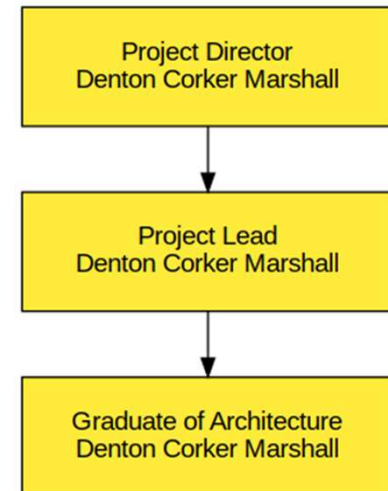 Project Director
Denton Corker Marshall
Project Lead
Denton Corker Marshall
Graduate of Architecture
Denton Corker Marshall